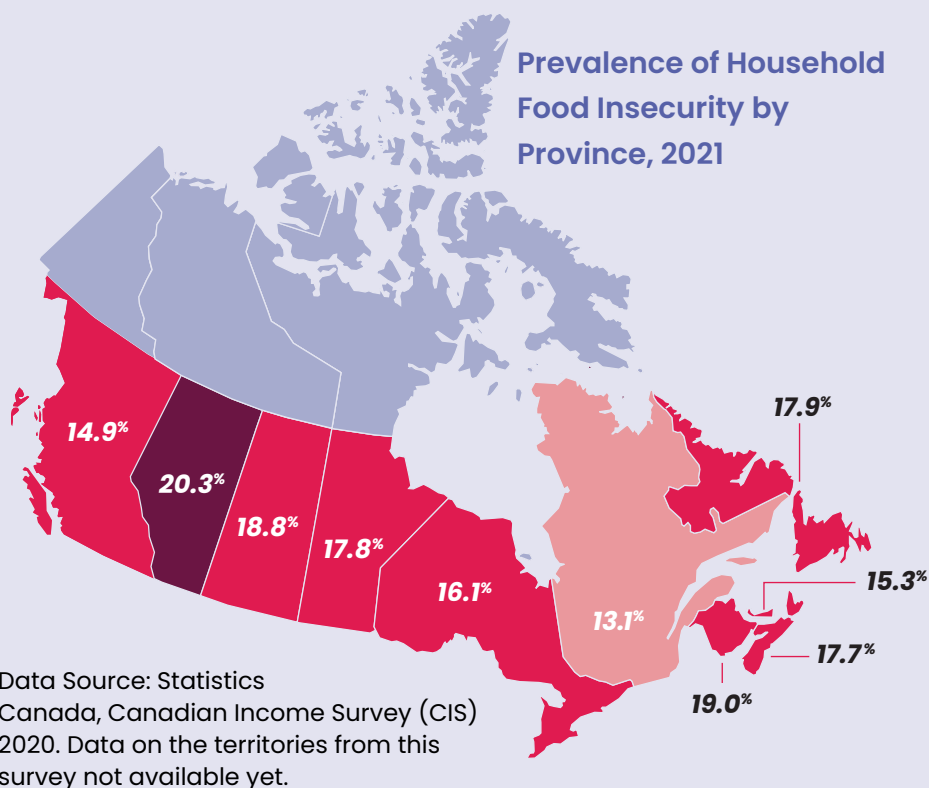 Prevalence of Household
Food Insecurity by
Province, 2021
17.9%
14.9%
20.3%
18.8%
17.8%
16.1%
15.3%
13.1%
17.7%
19.0%
Data Source: Statistics
Canada, Canadian Income Survey (CIS)
2020. Data on the territories from this
survey not available yet.